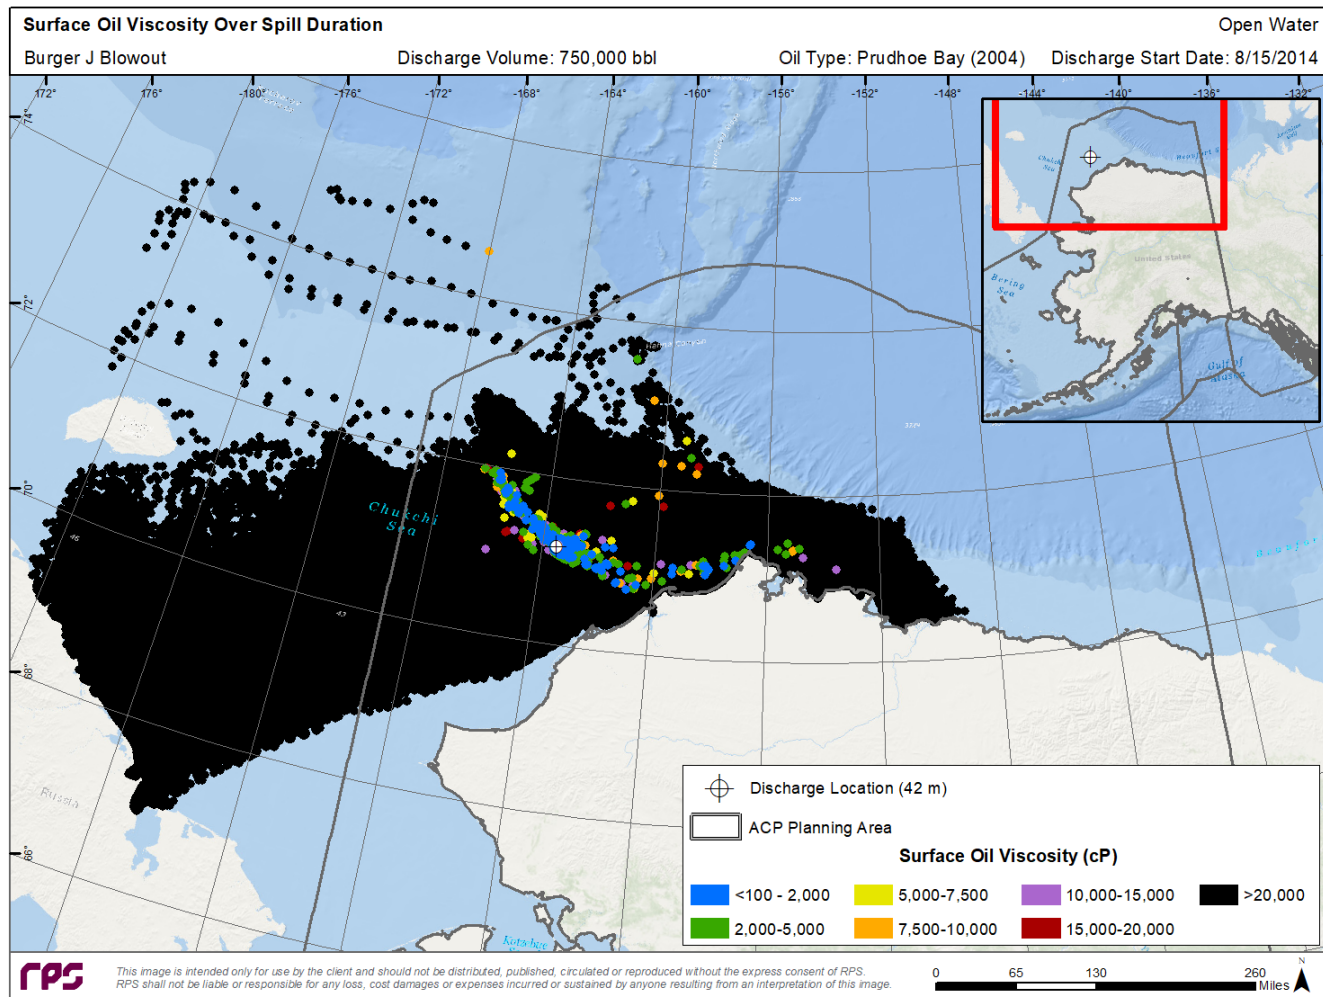 Surface Oil Viscosity Over Spill Duration
Open Water
Burger J Blowout
Discharge Volume: 750,000 bbl
Oil Type: Prudhoe Bay (2004)
Discharge Start Date: 8/15/2014
172°
176°
-180°
-176°
-172°
-168°
-164°
-160°
-156°
-152°
-148°
-144°
-140°
-136°
-132°
74°
72°
70°
68°
66°
Chukchi
Sea
United States
Bering
Sea
Gulf of
Alaska
Chukchi
Sea
46
43
Russia
Discharge Location (42 m)
ACP Planning Area
Surface Oil Viscosity (cP)
<100 - 2,000
5,000-7,500
10,000-15,000
>20,000
2,000-5,000
7,500-10,000
15,000-20,000
rps
This image is intended only for use by the client and should not be distributed, published, circulated or reproduced without the express consent of RPS.
RPS shall not be liable or responsible for any loss, cost damages or expenses incurred or sustained by anyone resulting from an interpretation of this image.
0 65 130 260
Miles
N